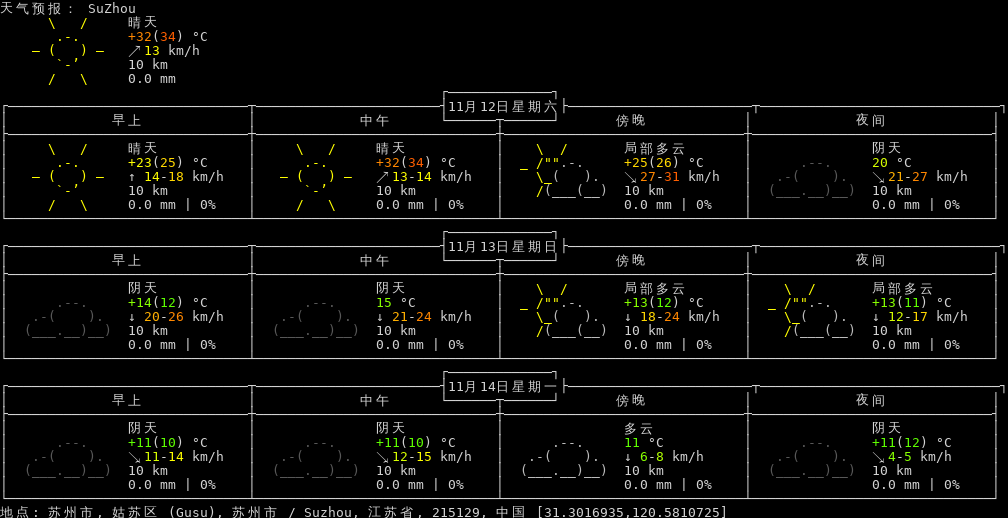 天气预报: SuZhou
晴天
+32(34) °C
↗ 13 km/h
10 km
0.0 mm
11月12日星期六
早上 中午 傍晚 夜间
晴天 晴天 局部多云 阴天
+23(25) °C +32(34) °C +25(26) °C 20 °C
↑ 14-18 km/h ↗ 13-14 km/h ↘ 27-31 km/h ↘ 21-27 km/h
10 km 10 km 10 km 10 km
0.0 mm | 0% 0.0 mm | 0% 0.0 mm | 0% 0.0 mm | 0%
11月13日星期日
早上 中午 傍晚 夜间
阴天 阴天 局部多云 局部多云
+14(12) °C 15 °C +13(12) °C +13(11) °C
↓ 20-26 km/h ↓ 21-24 km/h ↓ 18-24 km/h ↓ 12-17 km/h
10 km 10 km 10 km 10 km
0.0 mm | 0% 0.0 mm | 0% 0.0 mm | 0% 0.0 mm | 0%
11月14日星期一
早上 中午 傍晚 夜间
阴天 阴天 多云 阴天
+11(10) °C +11(10) °C 11 °C +11(12) °C
↘ 11-14 km/h ↘ 12-15 km/h ↓ 6-8 km/h ↘ 4-5 km/h
10 km 10 km 10 km 10 km
0.0 mm | 0% 0.0 mm | 0% 0.0 mm | 0% 0.0 mm | 0%
地点: 苏州市, 姑苏区 (Gusu), 苏州市 / Suzhou, 江苏省, 215129, 中国 [31.3016935,120.5810725]